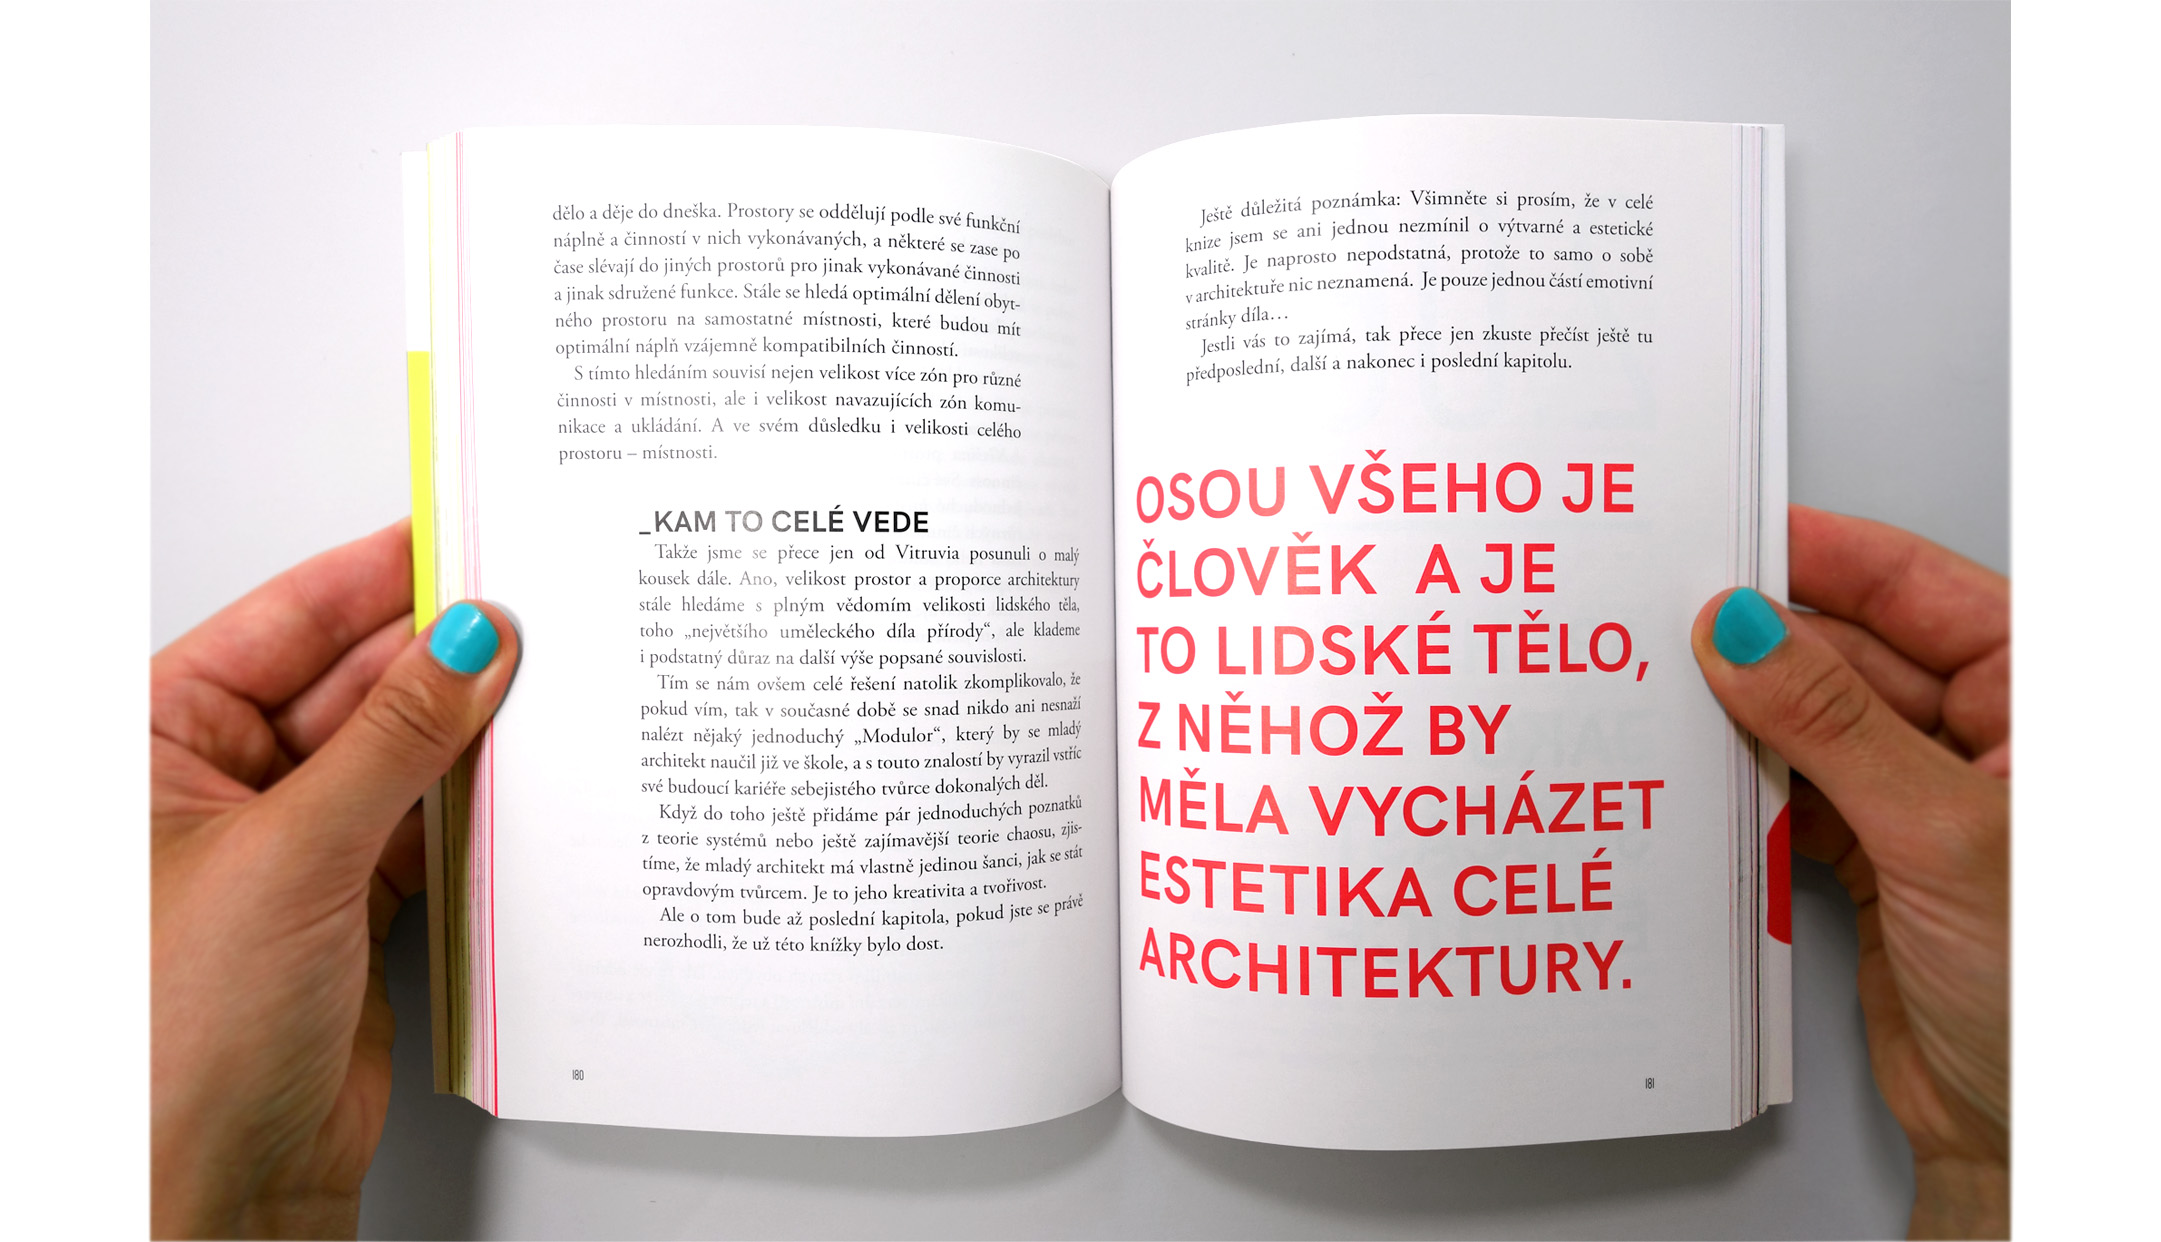 dělo a děje do dneška. Prostory se oddělují podle své funkční
náplně a činností v nich vykonávaných, a některé se zase po
čase slévají do jiných prostorů pro jinak vykonávané činnosti
a jinak sdružené funkce. Stále se hledá optimální dělení obyt-
ného prostoru na samostatné místnosti, které budou mít
optimální náplň vzájemně kompatibilních činností.
S tímto hledáním souvisí nejen velikost více zón pro různé
činnosti v místnosti, ale i velikost navazujících zón komu-
nikace a ukládání. A ve svém důsledku i velikosti celého
prostoru – místnosti.
_KAM TO CELÉ VEDE
Takže jsme se přece jen od Vitruvia posunuli o malý
kousek dále. Ano, velikost prostor a proporce architektury
stále hledáme s plným vědomím velikosti lidského těla,
toho „největšího uměleckého díla přírody“, ale klademe
i podstatný důraz na další výše popsané souvislosti.
Tím se nám ovšem celé řešení natolik zkomplikovalo, že
pokud vím, tak v současné době se snad nikdo ani nesnaží
nalézt nějaký jednoduchý „Modulor“, který by se mladý
architekt naučil již ve škole, a s touto znalostí by vyrazil vstříc
své budoucí kariéře sebejistého tvůrce dokonalých děl.
Když do toho ještě přidáme pár jednoduchých poznatků
z teorie systémů nebo ještě zajímavější teorie chaosu, zjis-
tíme, že mladý architekt má vlastně jedinou šanci, jak se stát
opravdovým tvůrcem. Je to jeho kreativita a tvořivost.
Ale o tom bude až poslední kapitola, pokud jste se právě
nerozhodli, že už této knížky bylo dost.
180
Ještě důležitá poznámka: Všimněte si prosím, že v celé
knize jsem se ani jednou nezmínil o výtvarné a estetické
kvalitě. Je naprosto nepodstatná, protože to samo o sobě
v architektuře nic neznamená. Je pouze jednou částí emotivní
stránky díla…
Jestli vás to zajímá, tak přece jen zkuste přečíst ještě tu
předposlední, další a nakonec i poslední kapitolu.
OSOU VŠEHO JE
ČLOVĚK A JE
TO LIDSKÉ TĚLO,
Z NĚHOŽ BY
MĚLA VYCHÁZET
ESTETIKA CELÉ
ARCHITEKTURY.
181